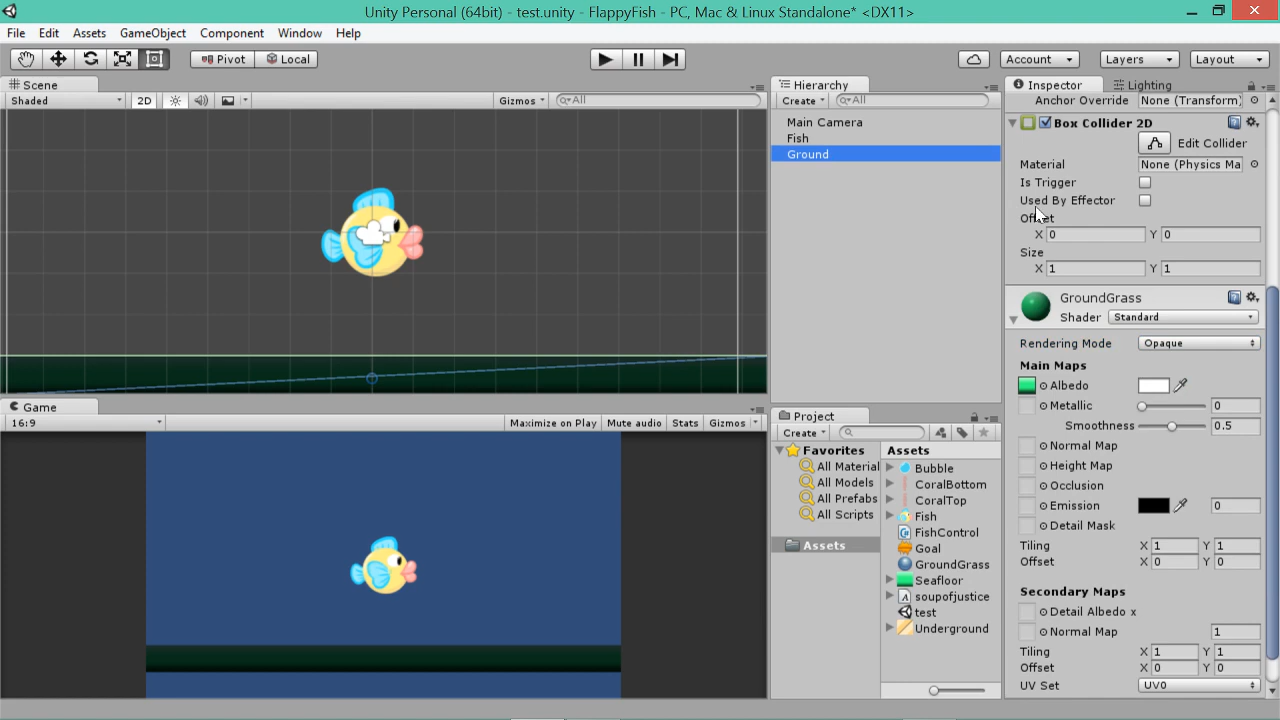 Unity Personal (64bit) - test.unity - FlappyFish - PC, Mac & Linux Standalone* <DX11>
File Edit Assets GameObject Component Window Help
Pivot Local Account Layers Layout
Scene
Shaded 2D Gizmos All
Hierarchy
Create All
Main Camera
Fish
Ground
Inspector Lighting
Anchor Override None (Transform)
Box Collider 2D
Edit Collider
Material None (Physics Ma
Is Trigger
Used By Effector
Offset
X 0 Y 0
Size
X 1 Y 1
GroundGrass
Shader Standard
Rendering Mode Opaque
Main Maps
Albedo
Metallic 0
Smoothness 0.5
Normal Map
Height Map
Occlusion
Emission 0
Detail Mask
Tiling X 1 Y 1
Offset X 0 Y 0
Secondary Maps
Detail Albedo x
Normal Map 1
Tiling X 1 Y 1
Offset X 0 Y 0
UV Set UV0
Game
16:9 Maximize on Play Mute audio Stats Gizmos
Project
Create
Favorites
All Material
All Models
All Prefabs
All Scripts
Assets
Assets
Bubble
CoralBottom
CoralTop
Fish
FishControl
Goal
GroundGrass
Seafloor
soupofjustice
test
Underground